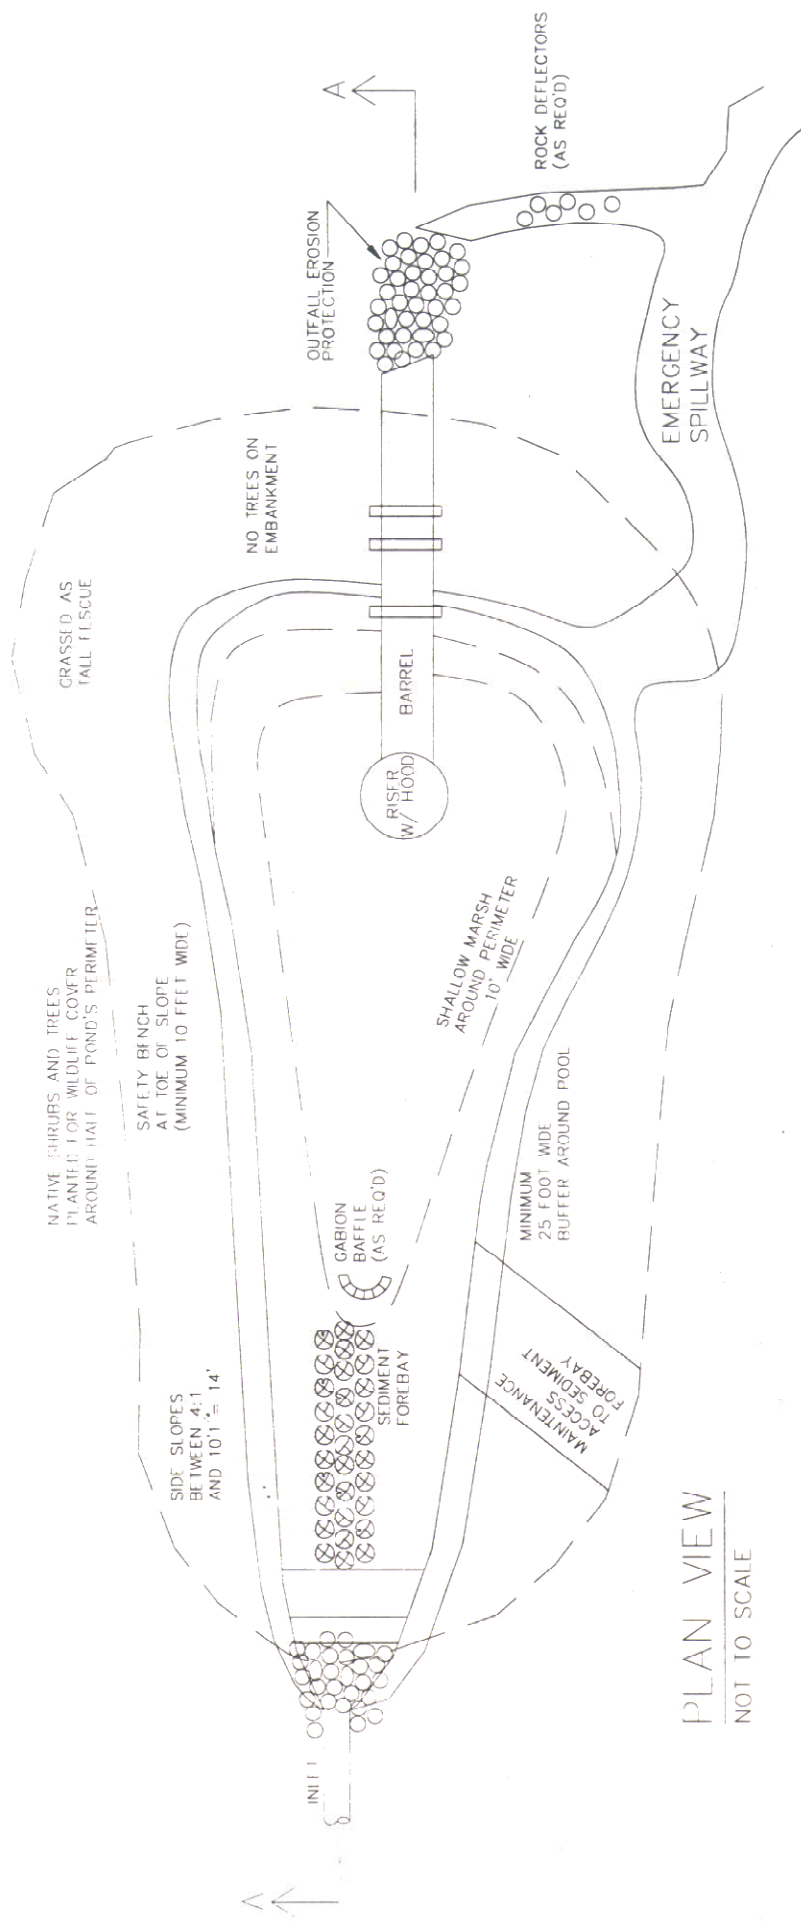 NATIVE SHRUBS AND TREES
PLANTED FOR WILDLIFE COVER
AROUND HALF OF POND'S PERIMETER
GRASSED AS
TALL FESCUE
SAFETY BENCH
AT TOE OF SLOPE
(MINIMUM 10 FEET WIDE)
SIDE SLOPES
BETWEEN 4:1
AND 10:1 = 14'
NO TREES ON
EMBANKMENT
OUTFALL EROSION
PROTECTION
A
A
INLET
GABION
BAFFLE
(AS REQ'D)
SEDIMENT
FOREBAY
RISER
W/ HOOD
BARREL
SHALLOW MARSH
AROUND PERIMETER
10' WIDE
ROCK DEFLECTORS
(AS REQ'D)
MINIMUM
25 FOOT WIDE
BUFFER AROUND POOL
MAINTENANCE
ACCESS
TO SEDIMENT
FOREBAY
EMERGENCY
SPILLWAY
PLAN VIEW
NOT TO SCALE